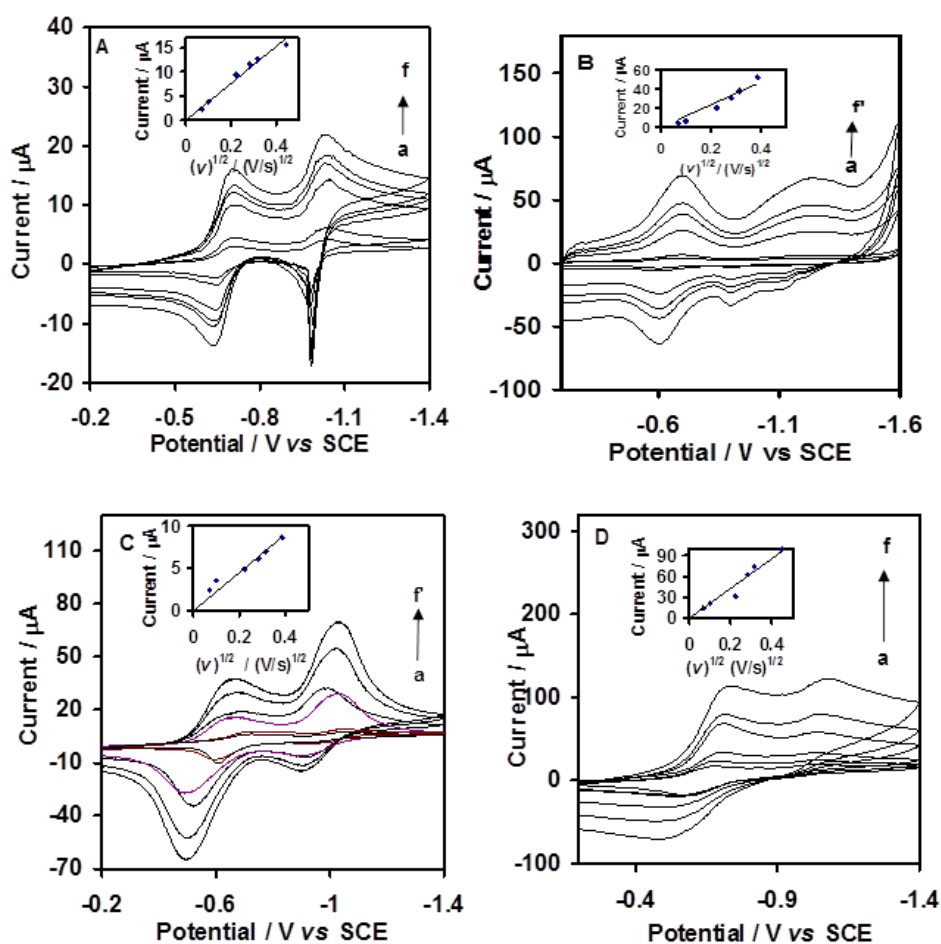 A
40
30
20
10
0
-10
-20
Current / µA
-0.2 -0.5 -0.8 -1.1 -1.4
Potential / V vs SCE
15
10
5
0
Current / µA
0 0.2 0.4
(v)1/2 / (V/s)1/2
f
a
B
150
100
50
0
-50
-100
Current / µA
-0.6 -1.1 -1.6
Potential / V vs SCE
60
40
20
0
Current / µA
0 0.2 0.4
(v)1/2 / (V/s)1/2
f'
a
C
110
70
50
20
-10
-40
-70
Current / µA
-0.2 -0.6 -1 -1.4
Potential / V vs SCE
10
5
0
Current / µA
0 0.2 0.4
(v)1/2 / (V/s)1/2
f'
a
D
300
200
100
0
-100
Current / µA
-0.4 -0.9 -1.4
Potential / V vs SCE
90
60
30
0
Current / µA
0 0.2 0.4
(v)1/2 (V/s)1/2
f
a